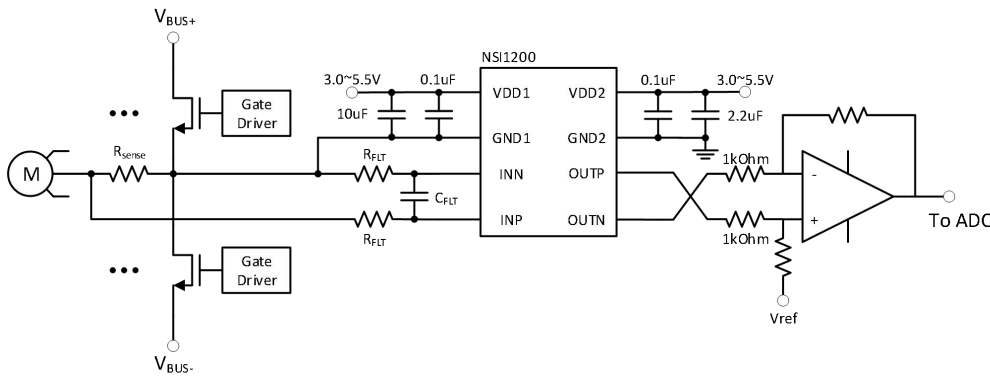 VBUS+
NSI1200
3.0~5.5V
0.1uF
10uF
VDD1
VDD2
0.1uF
3.0~5.5V
2.2uF
Gate
Driver
GND1
GND2
M
Rsense
RFLT
INN
OUTP
1kOhm
-
CFLT
RFLT
INP
OUTN
1kOhm
+
To ADC
Gate
Driver
Vref
VBUS-